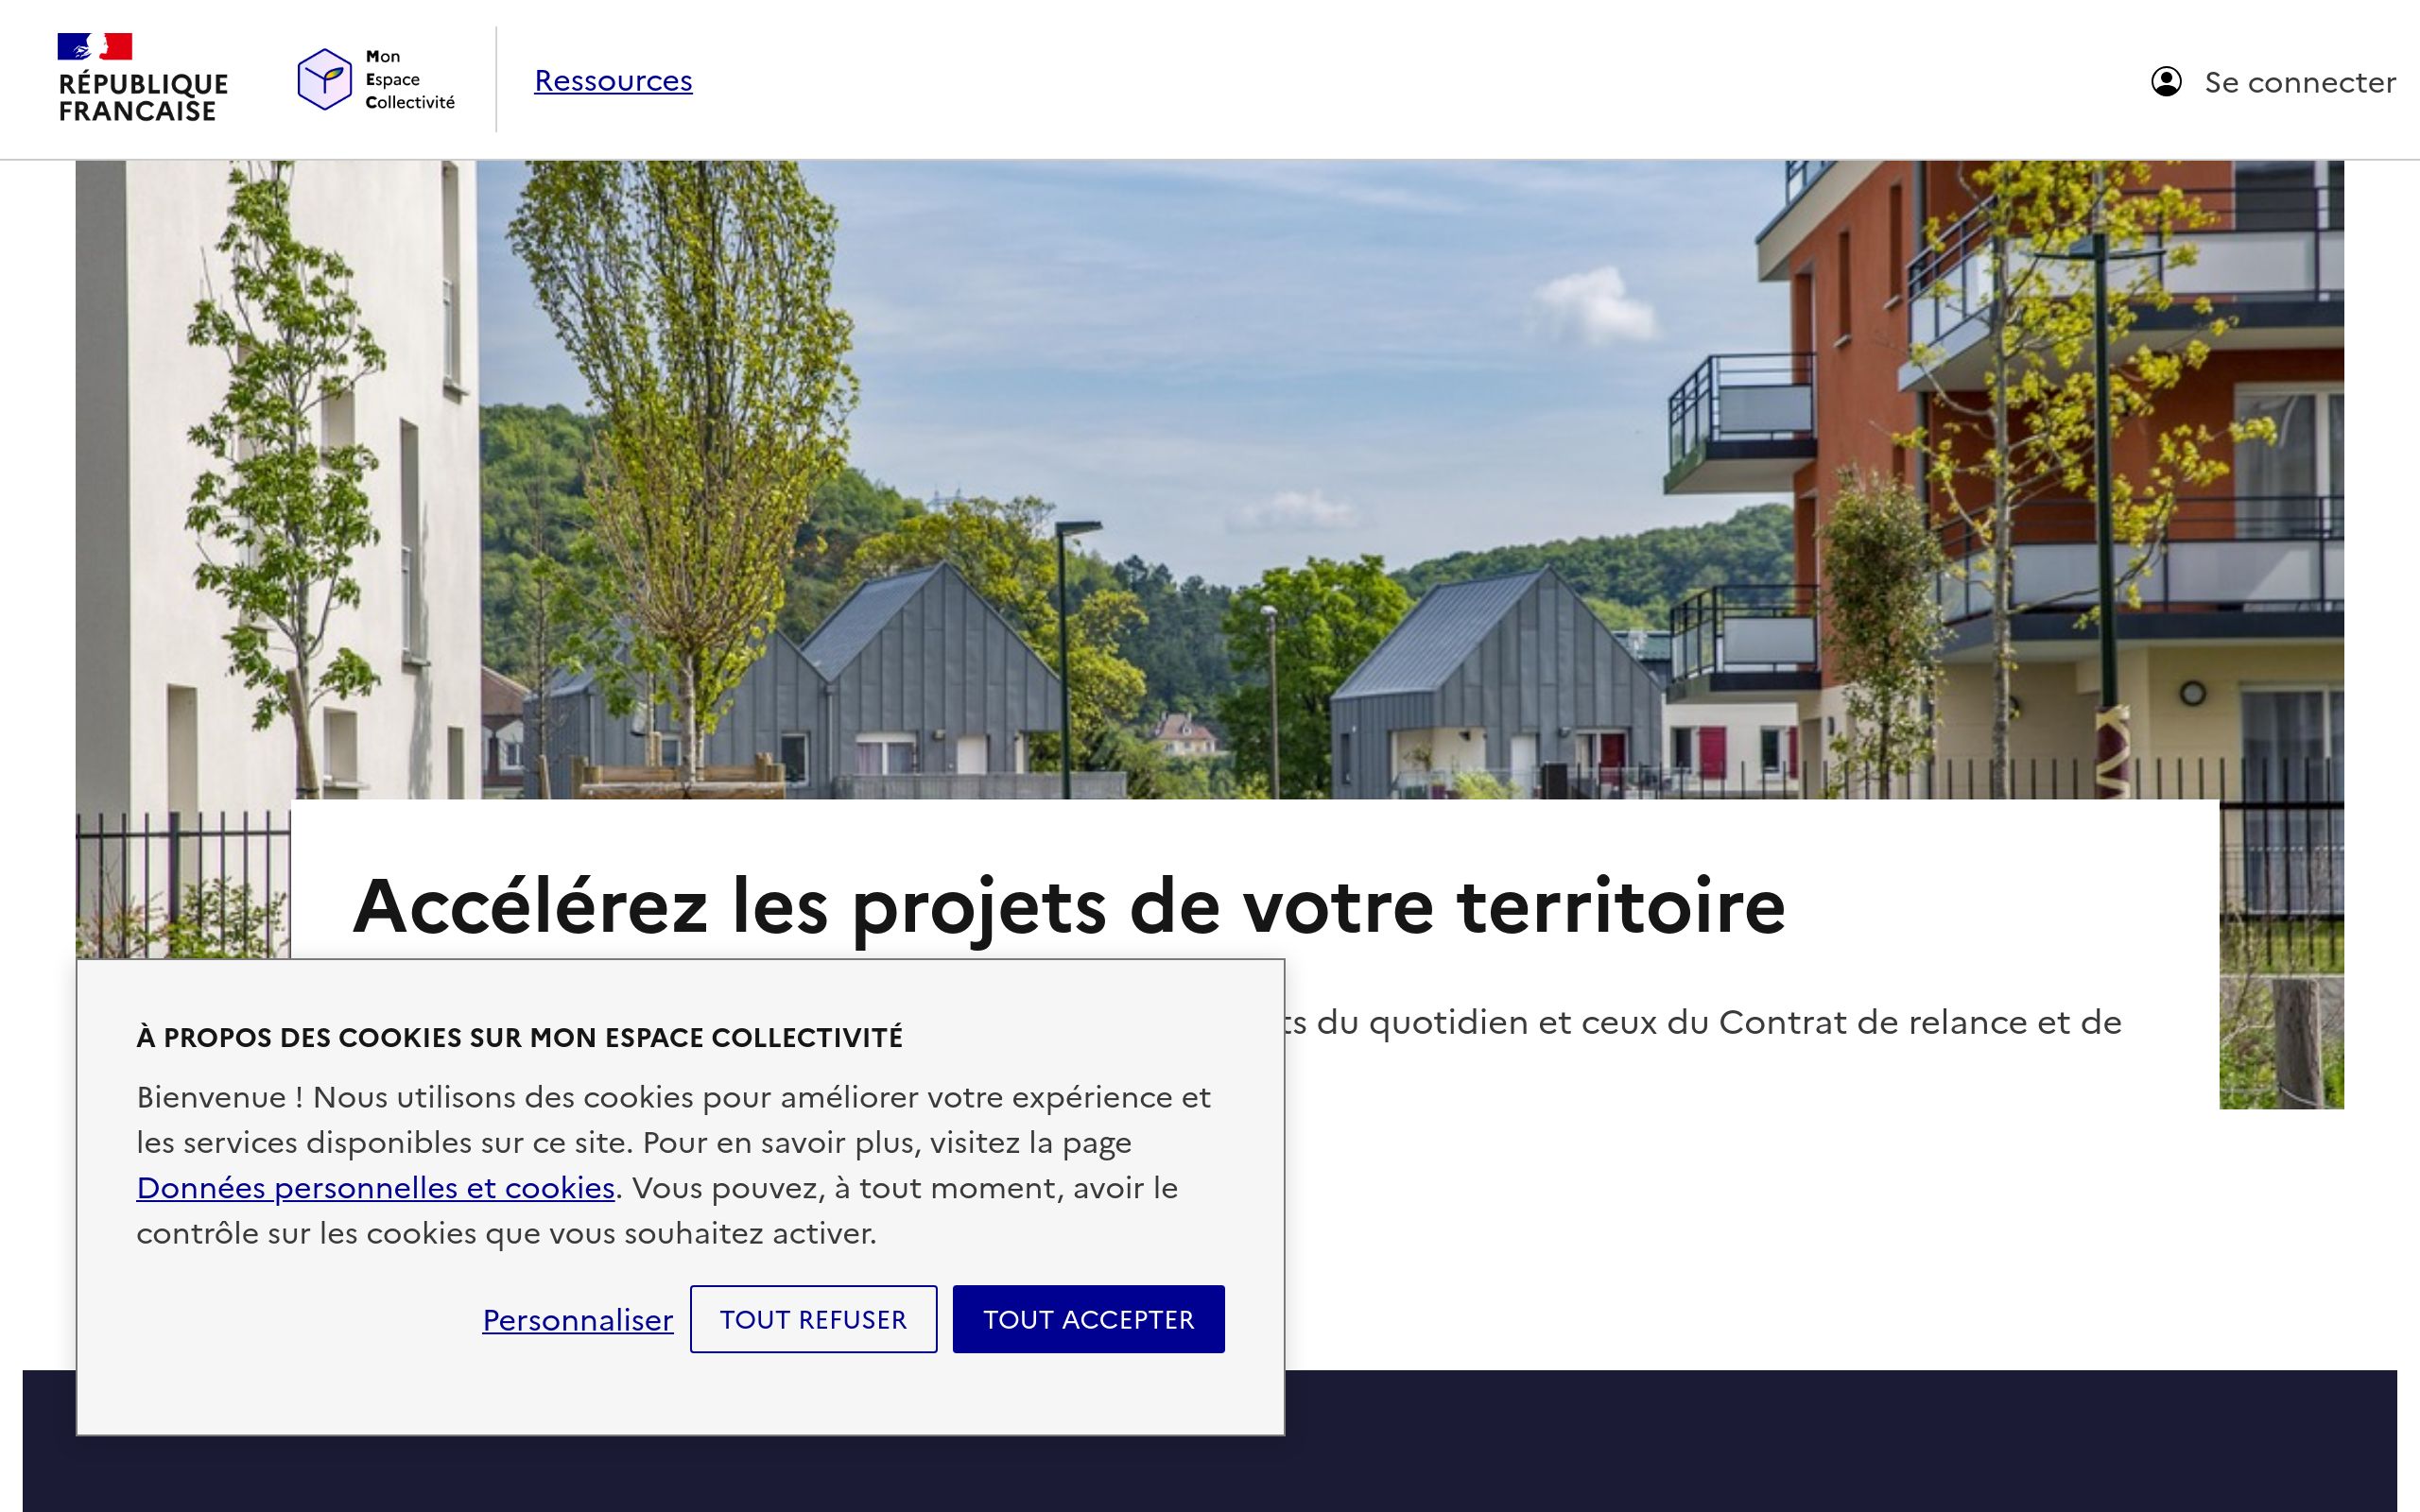 RÉPUBLIQUE
FRANCAISE
Mon
Espace
Collectivité
Ressources
Se connecter
Accélérez les projets de votre territoire
du quotidien et ceux du Contrat de relance et de
À PROPOS DES COOKIES SUR MON ESPACE COLLECTIVITÉ
Bienvenue ! Nous utilisons des cookies pour améliorer votre expérience et
les services disponibles sur ce site. Pour en savoir plus, visitez la page
Données personnelles et cookies. Vous pouvez, à tout moment, avoir le
contrôle sur les cookies que vous souhaitez activer.
Personnaliser
TOUT REFUSER
TOUT ACCEPTER